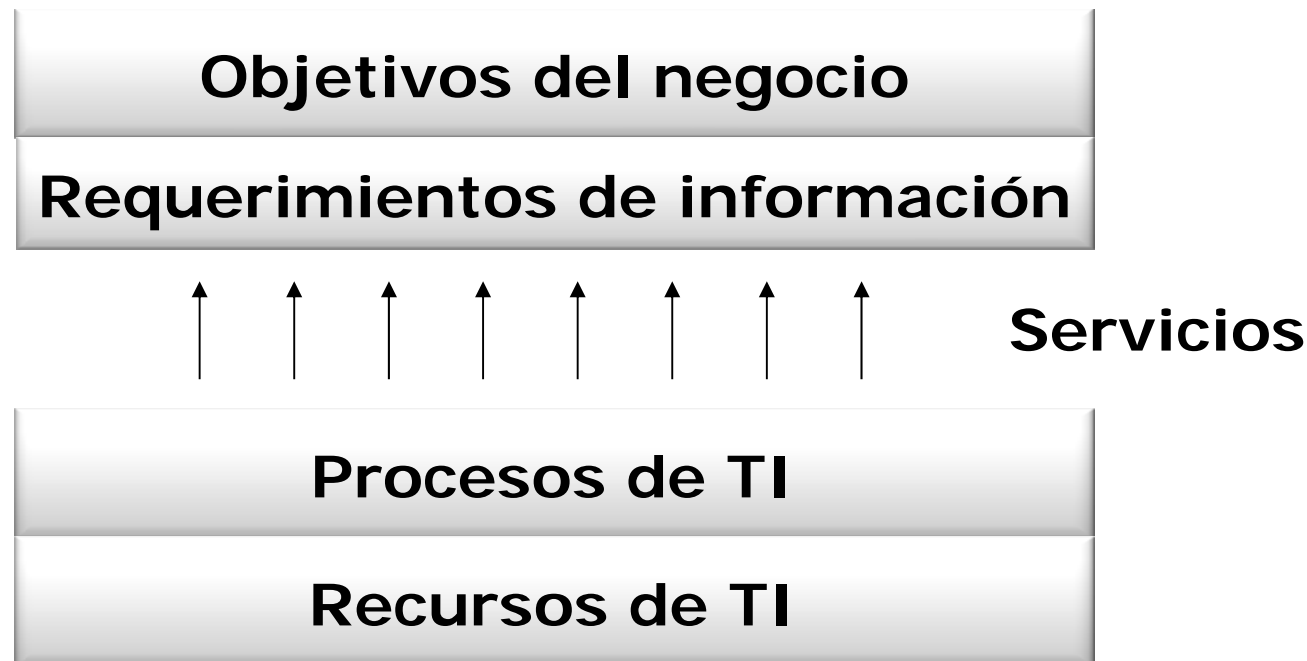 Objetivos del negocio
Requerimientos de información
Servicios
Procesos de TI
Recursos de TI